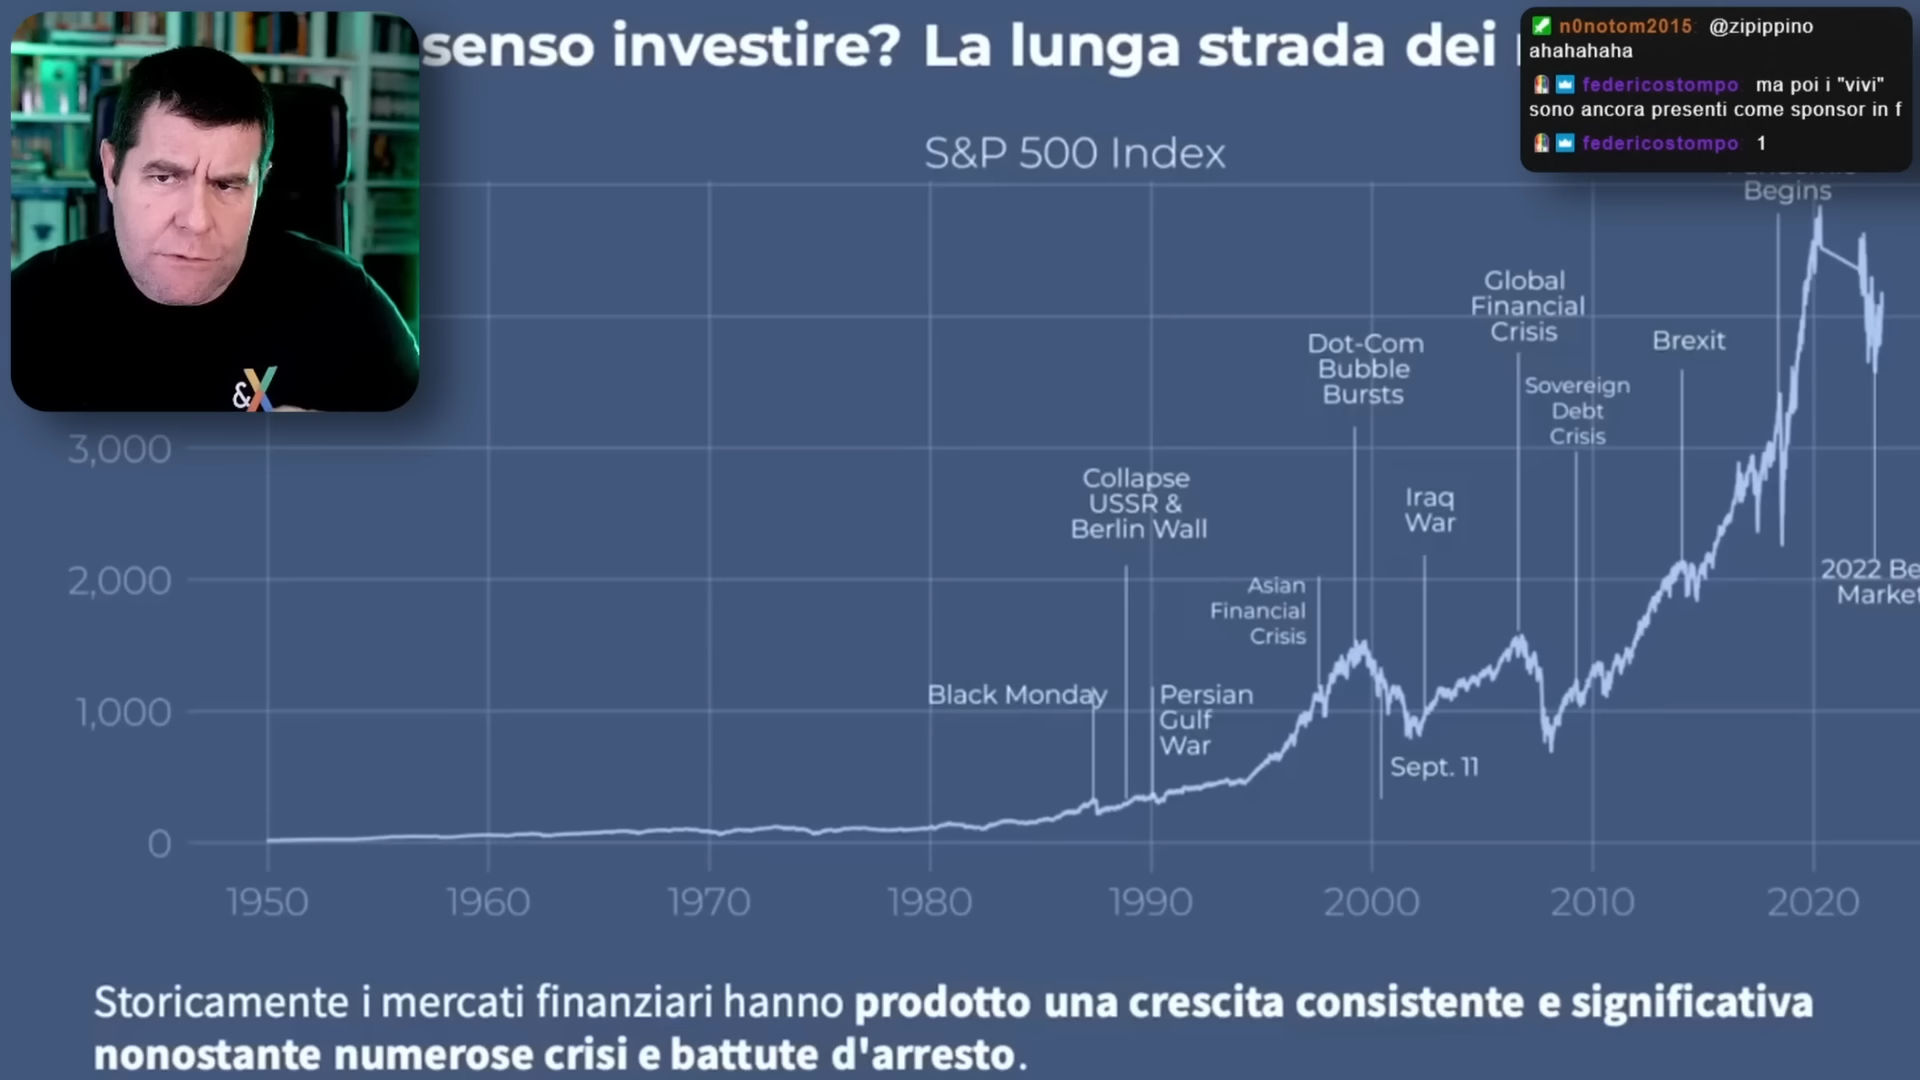 senso investire? La lunga strada dei
n0notom2015 @zipippino
ahahahaha
federicostompo ma poi i "vivi"
sono ancora presenti come sponsor in f
federicostompo 1
S&P 500 Index
Begins
Global
Financial
Crisis
Dot-Com
Bubble
Bursts
Brexit
Sovereign
Debt
Crisis
Collapse
USSR &
Berlin Wall
Iraq
War
Asian
Financial
Crisis
2022 Be
Market
Black Monday
Persian
Gulf
War
Sept. 11
&X
3,000
2,000
1,000
0
1950 1960 1970 1980 1990 2000 2010 2020
Storicamente i mercati finanziari hanno prodotto una crescita consistente e significativa
nonostante numerose crisi e battute d'arresto.